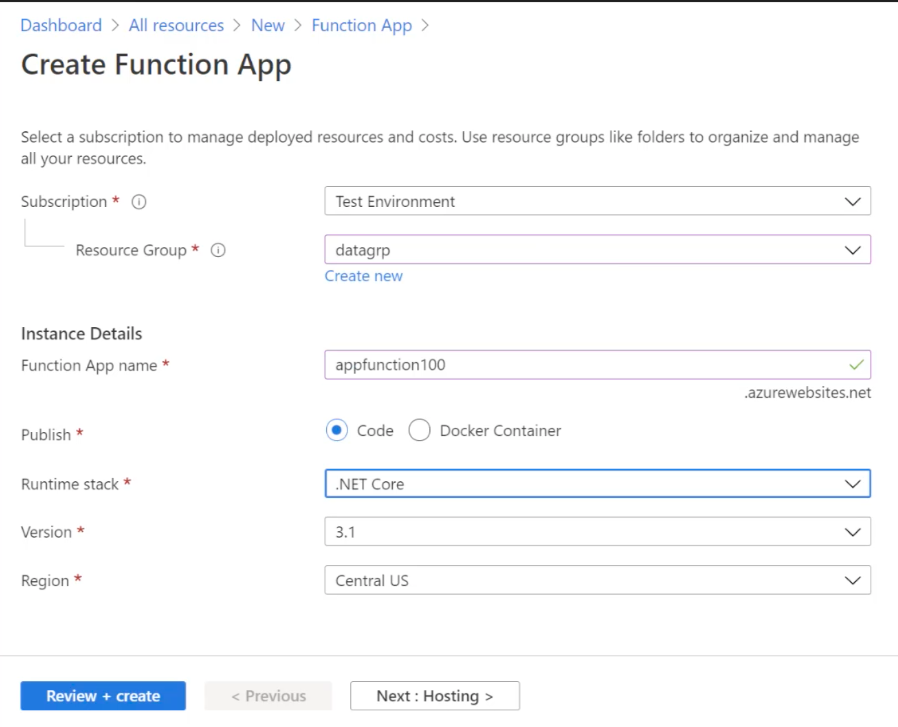 Dashboard > All resources > New > Function App >
Create Function App
Select a subscription to manage deployed resources and costs. Use resource groups like folders to organize and manage
all your resources.
Subscription * Test Environment
Resource Group * datagrp
Create new
Instance Details
Function App name * appfunction100
.azurewebsites.net
Publish * Code Docker Container
Runtime stack * .NET Core
Version * 3.1
Region * Central US
Review + create < Previous Next : Hosting >